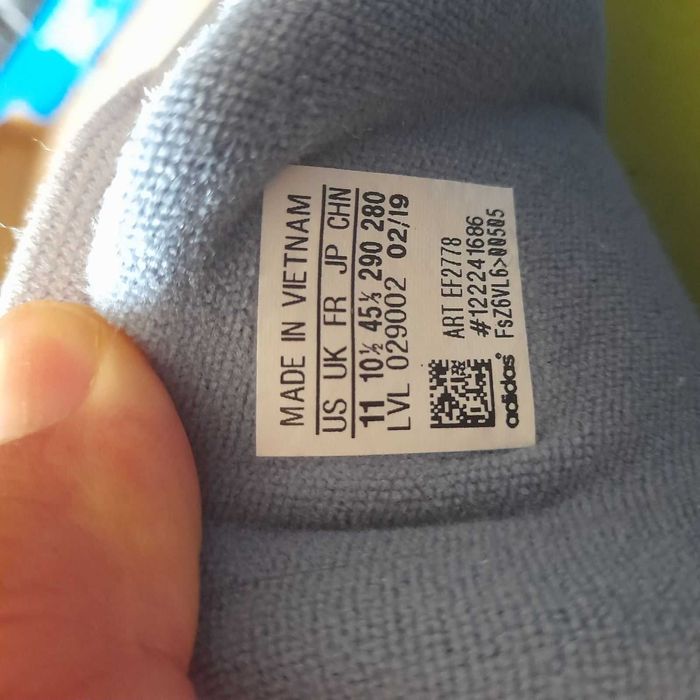 MADE IN VIETNAM
US UK FR JP CHN
11 10½ 45⅓ 290 280
LVL 029002 02/19
ART EF2778
#122241686
FsZ6VL6>00505
adidas®